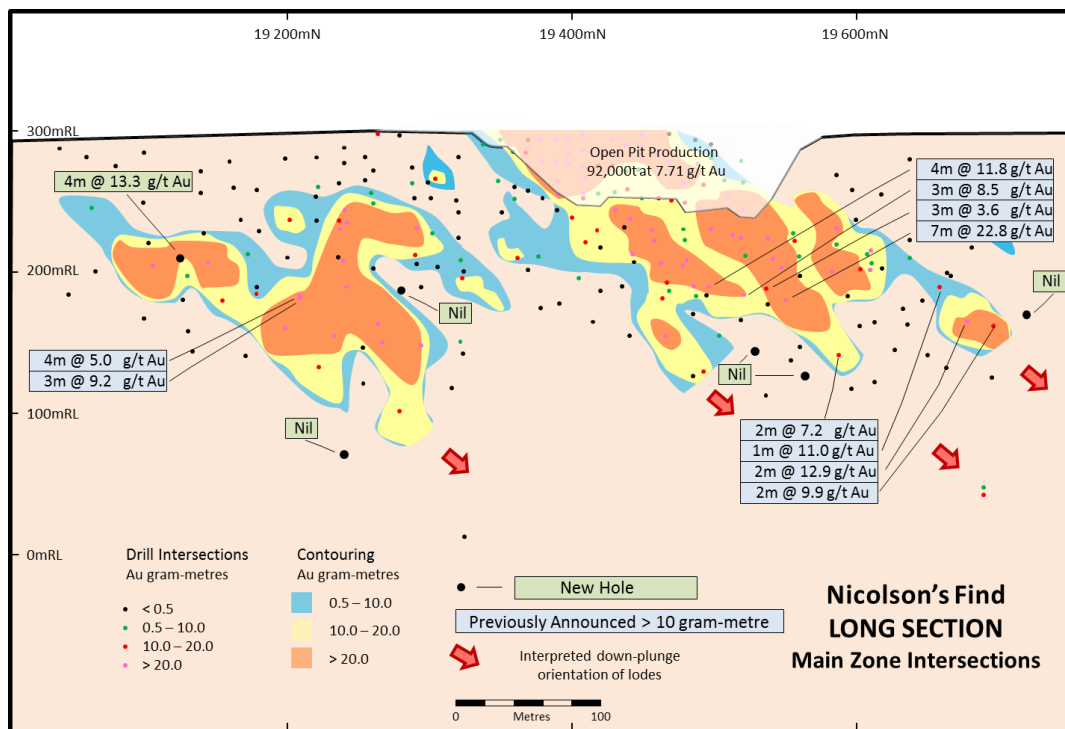 19 200mN
19 400mN
19 600mN
300mRL
Open Pit Production
92,000t at 7.71 g/t Au
4m @ 13.3 g/t Au
4m @ 11.8 g/t Au
3m @ 8.5 g/t Au
3m @ 3.6 g/t Au
7m @ 22.8 g/t Au
200mRL
Nil
Nil
4m @ 5.0 g/t Au
3m @ 9.2 g/t Au
Nil
100mRL
Nil
2m @ 7.2 g/t Au
1m @ 11.0 g/t Au
2m @ 12.9 g/t Au
2m @ 9.9 g/t Au
0mRL
Drill Intersections
Au gram-metres
< 0.5
0.5 – 10.0
10.0 – 20.0
> 20.0
Contouring
Au gram-metres
0.5 – 10.0
10.0 – 20.0
> 20.0
New Hole
Previously Announced > 10 gram-metre
Interpreted down-plunge
orientation of lodes
0 Metres 100
Nicolson's Find
LONG SECTION
Main Zone Intersections